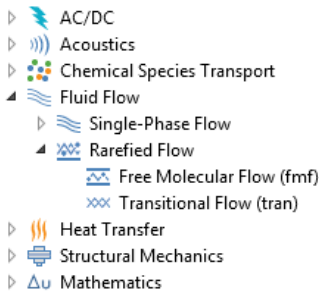 AC/DC
Acoustics
Chemical Species Transport
Fluid Flow
Single-Phase Flow
Rarefied Flow
Free Molecular Flow (fmf)
Transitional Flow (tran)
Heat Transfer
Structural Mechanics
Δu Mathematics